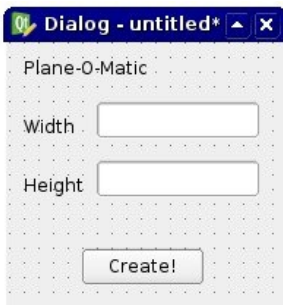 Dialog - untitled*
Plane-O-Matic
Width
Height
Create!